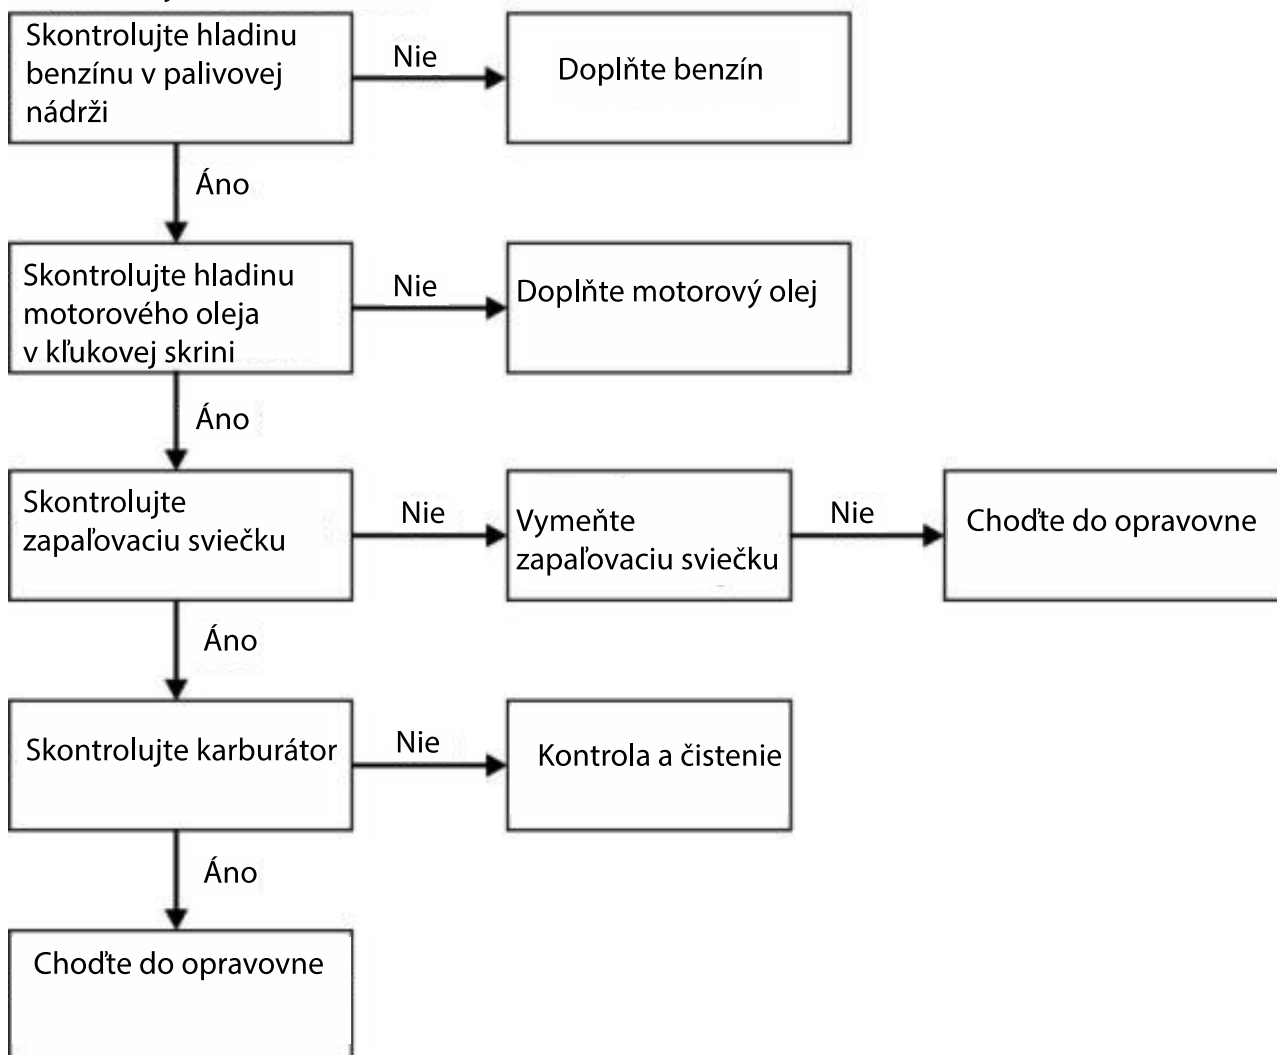 Skontrolujte hladinu
benzínu v palivovej
nádrži
Nie
Doplňte benzín
Áno
Skontrolujte hladinu
motorového oleja
v kľukovej skrini
Nie
Doplňte motorový olej
Áno
Skontrolujte
zapaľovaciu sviečku
Nie
Vymeňte
zapaľovaciu sviečku
Nie
Choďte do opravovne
Áno
Skontrolujte karburátor
Nie
Kontrola a čistenie
Áno
Choďte do opravovne